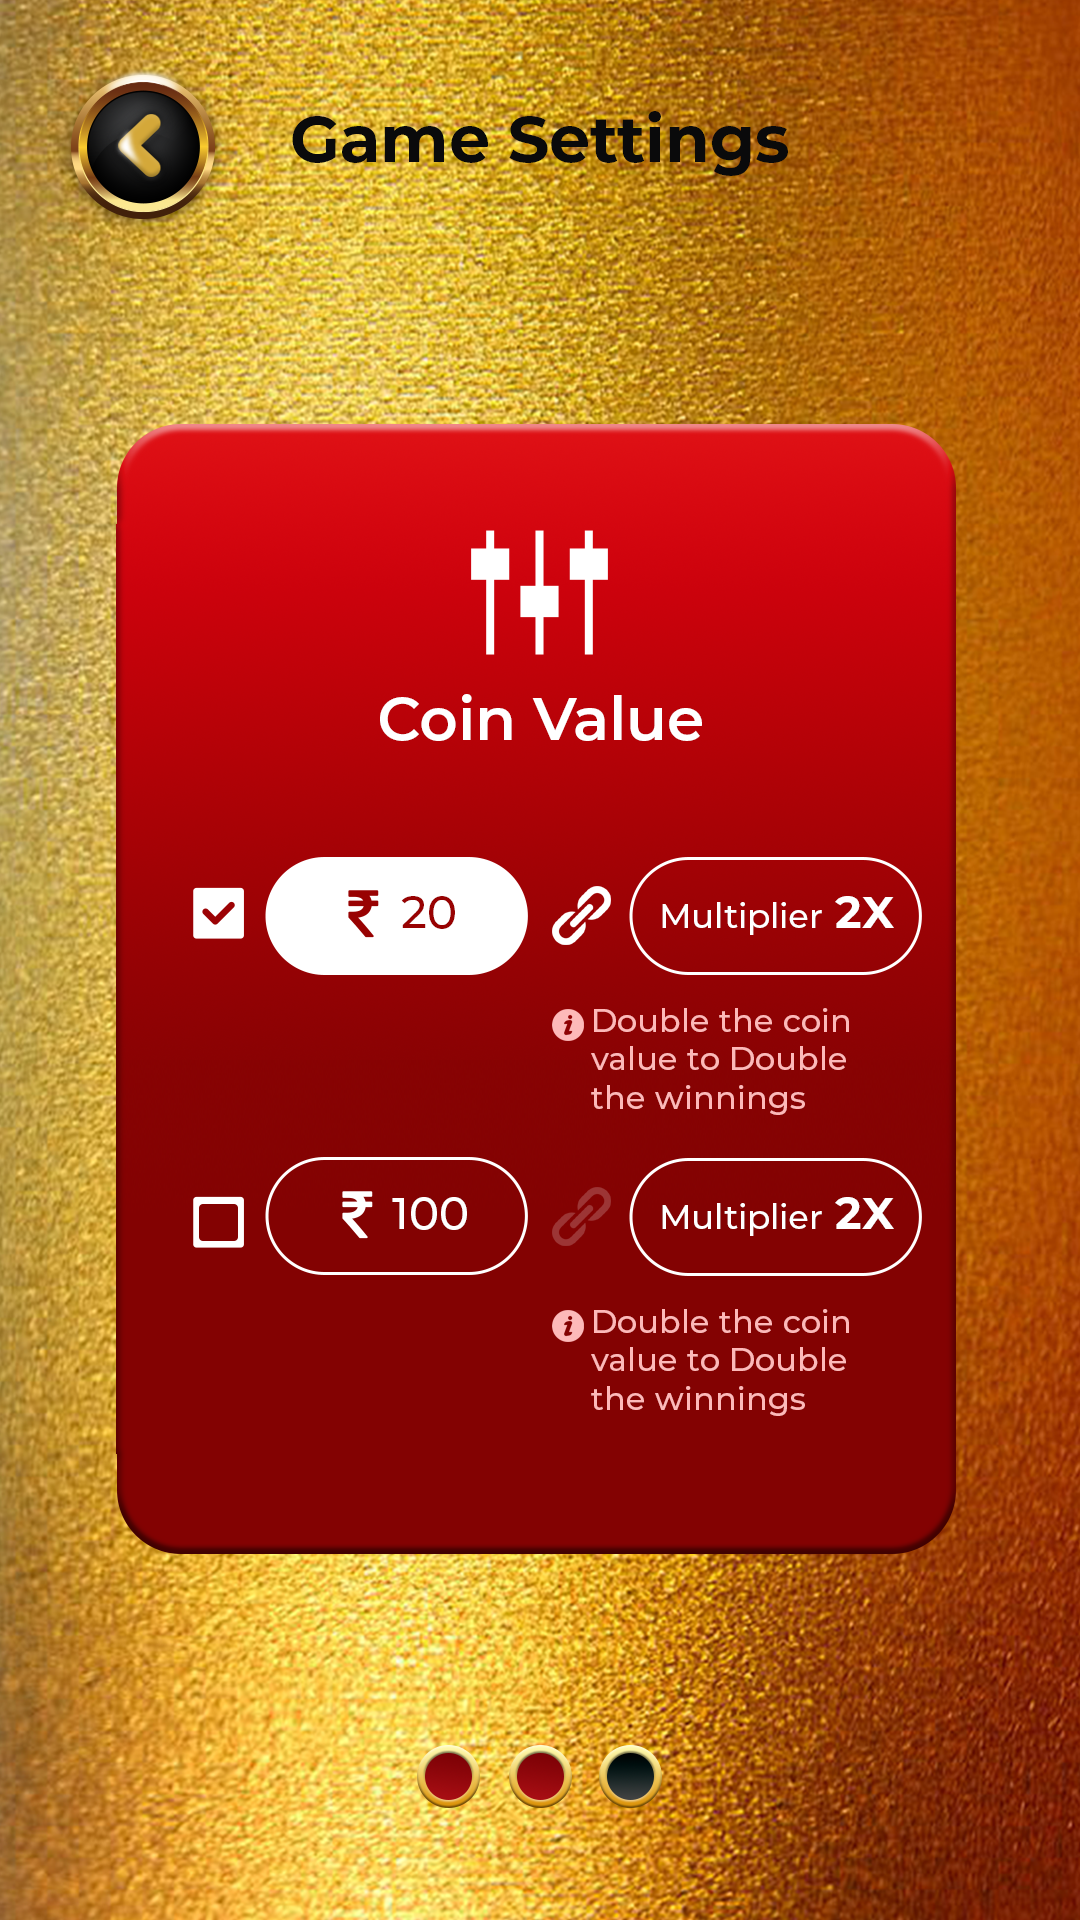 Game Settings
Coin Value
₹ 20
Multiplier 2X
Double the coin
value to Double
the winnings
₹ 100
Multiplier 2X
Double the coin
value to Double
the winnings